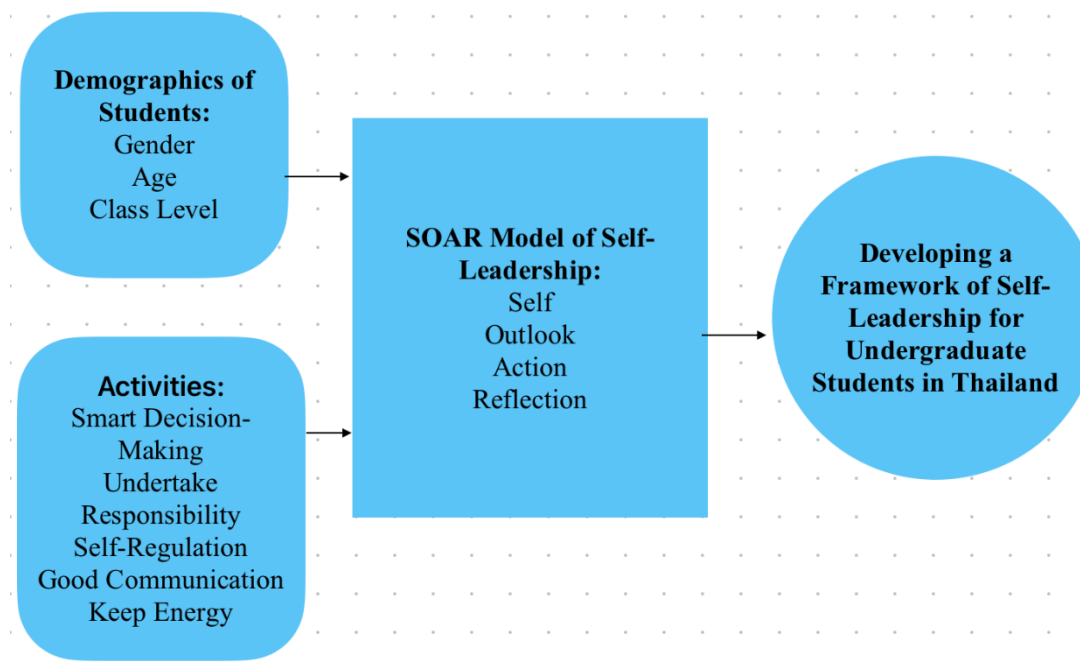 Demographics of
Students:
Gender
Age
Class Level
Activities:
Smart Decision-
Making
Undertake
Responsibility
Self-Regulation
Good Communication
Keep Energy
SOAR Model of Self-
Leadership:
Self
Outlook
Action
Reflection
Developing a
Framework of Self-
Leadership for
Undergraduate
Students in Thailand